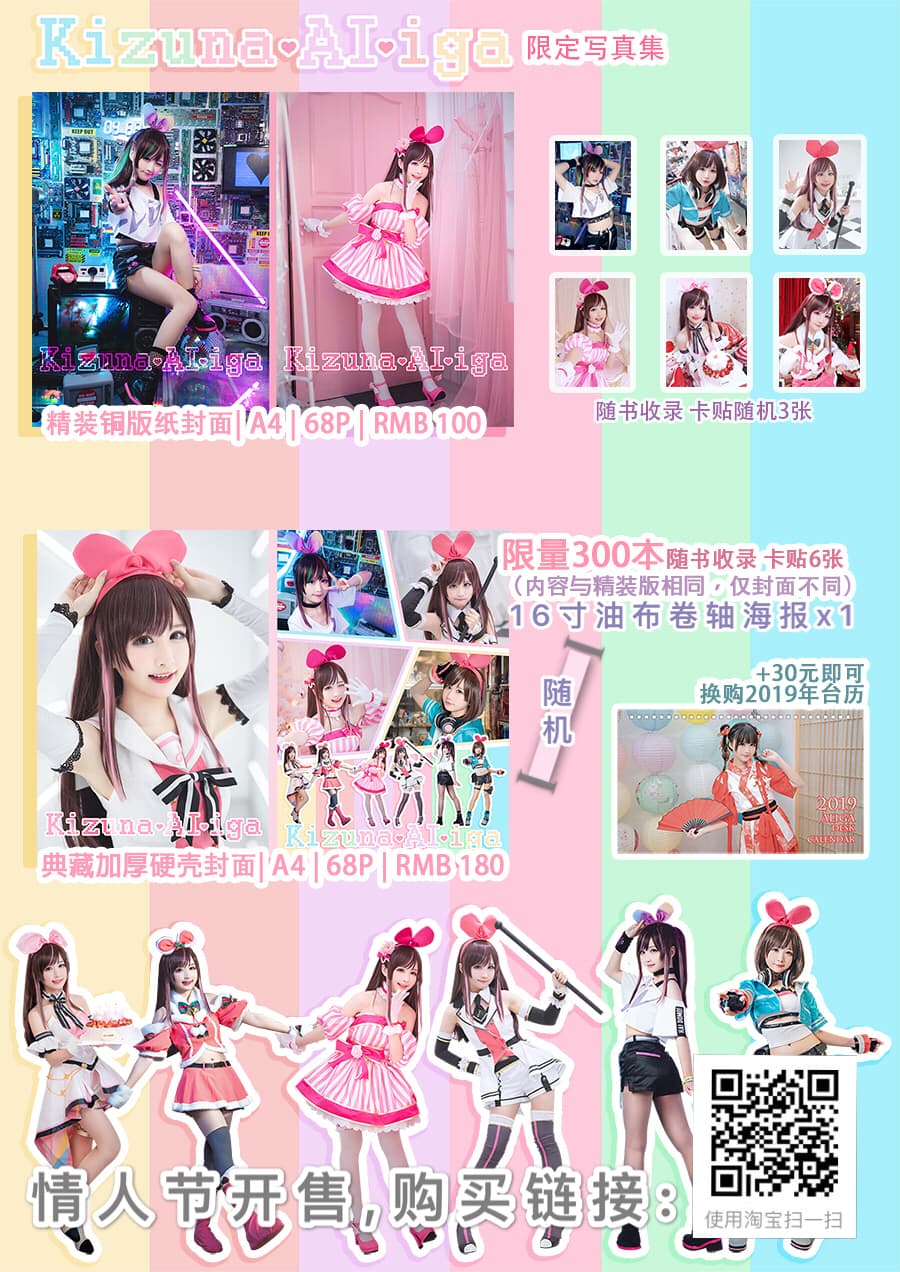 Kizuna♥AI♥iga 限定写真集
KEEP OUT
Kizuna♥AI♥iga
Kizuna♥AI♥iga
精装铜版纸封面| A4 | 68P | RMB 100
随书收录 卡贴随机3张
限量300本随书收录 卡贴6张
（内容与精装版相同，仅封面不同）
16寸油布卷轴海报x1
随机
+30元即可
换购2019年台历
2019
ALIGA
DESK
CALENDAR
Kizuna♥AI♥iga
Kizuna♥AI♥iga
典藏加厚硬壳封面| A4 | 68P | RMB 180
情人节开售,购买链接:
使用淘宝扫一扫